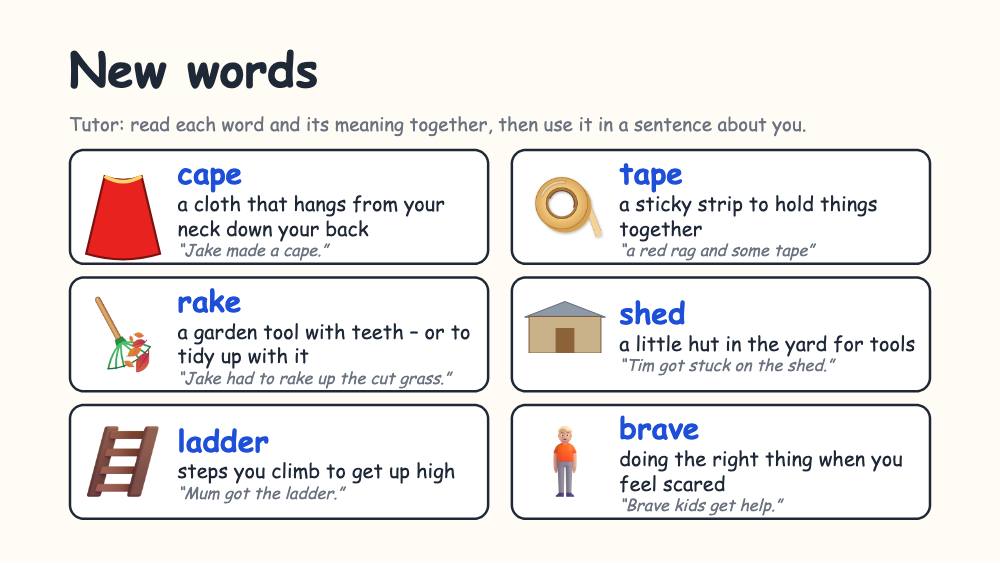 New words
Tutor: read each word and its meaning together, then use it in a sentence about you.
cape
a cloth that hangs from your
neck down your back
"Jake made a cape."
tape
a sticky strip to hold things
together
"a red rag and some tape"
rake
a garden tool with teeth – or to
tidy up with it
"Jake had to rake up the cut grass."
shed
a little hut in the yard for tools
"Tim got stuck on the shed."
ladder
steps you climb to get up high
"Mum got the ladder."
brave
doing the right thing when you
feel scared
"Brave kids get help."